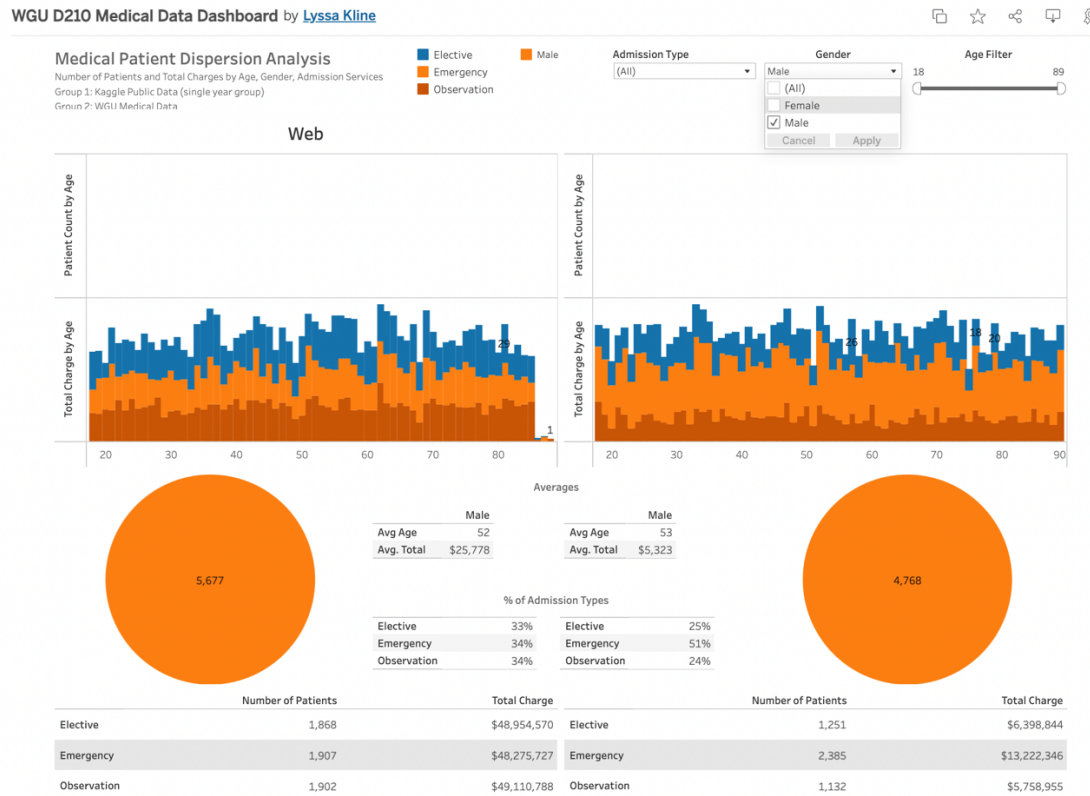 WGU D210 Medical Data Dashboard by Lyssa Kline
Medical Patient Dispersion Analysis
Number of Patients and Total Charges by Age, Gender, Admission Services
Group 1: Kaggle Public Data (single year group)
Group 2: WGU Medical Data
Elective
Emergency
Observation
Male
Admission Type
(All)
Gender
Male
(All)
Female
Male
Cancel Apply
Age Filter
18 89
Web
Patient Count by Age
Total Charge by Age
29
1
20 30 40 50 60 70 80
Patient Count by Age
Total Charge by Age
26
18
20
20 30 40 50 60 70 80 90
5,677
Averages
Male
Avg Age 52
Avg. Total $25,778
Male
Avg Age 53
Avg. Total $5,323
% of Admission Types
Elective 33%
Emergency 34%
Observation 34%
Elective 25%
Emergency 51%
Observation 24%
4,768
Number of Patients Total Charge
Elective 1,868 $48,954,570
Emergency 1,907 $48,275,727
Observation 1,902 $49,110,788
Number of Patients Total Charge
Elective 1,251 $6,398,844
Emergency 2,385 $13,222,346
Observation 1,132 $5,758,955